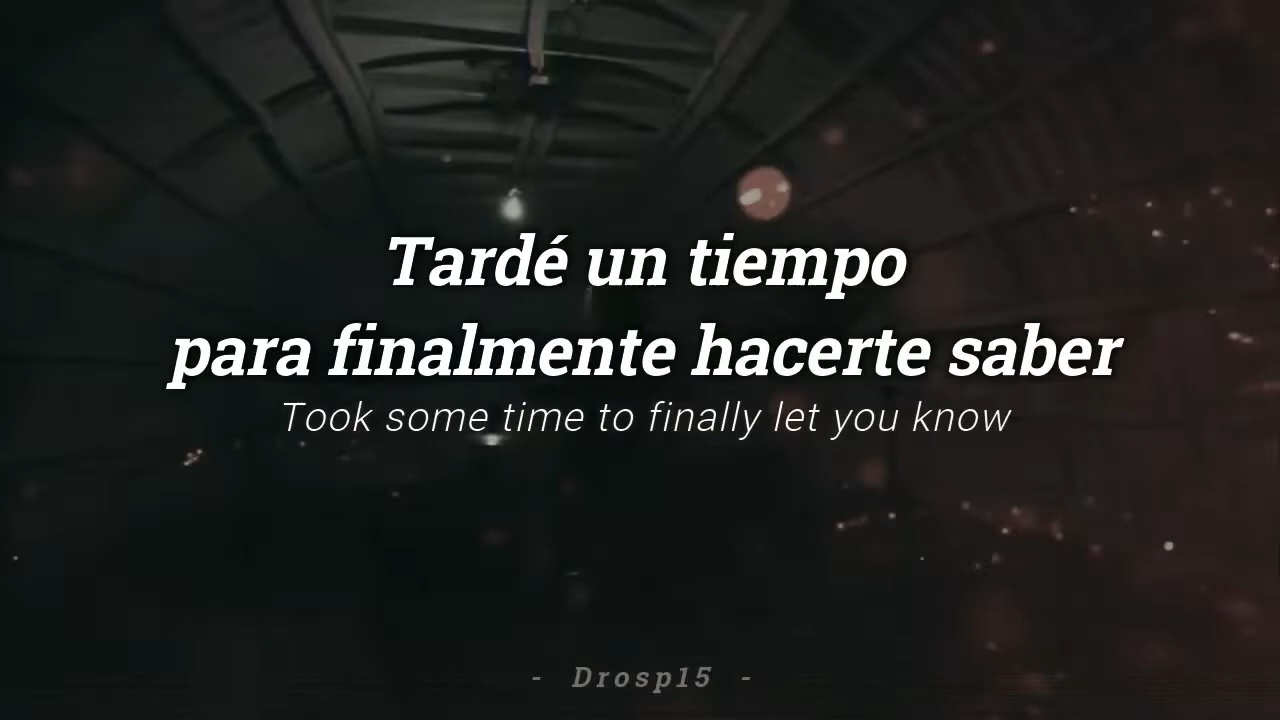 Tardé un tiempo
para finalmente hacerte saber
Took some time to finally let you know
- Drosp15 -